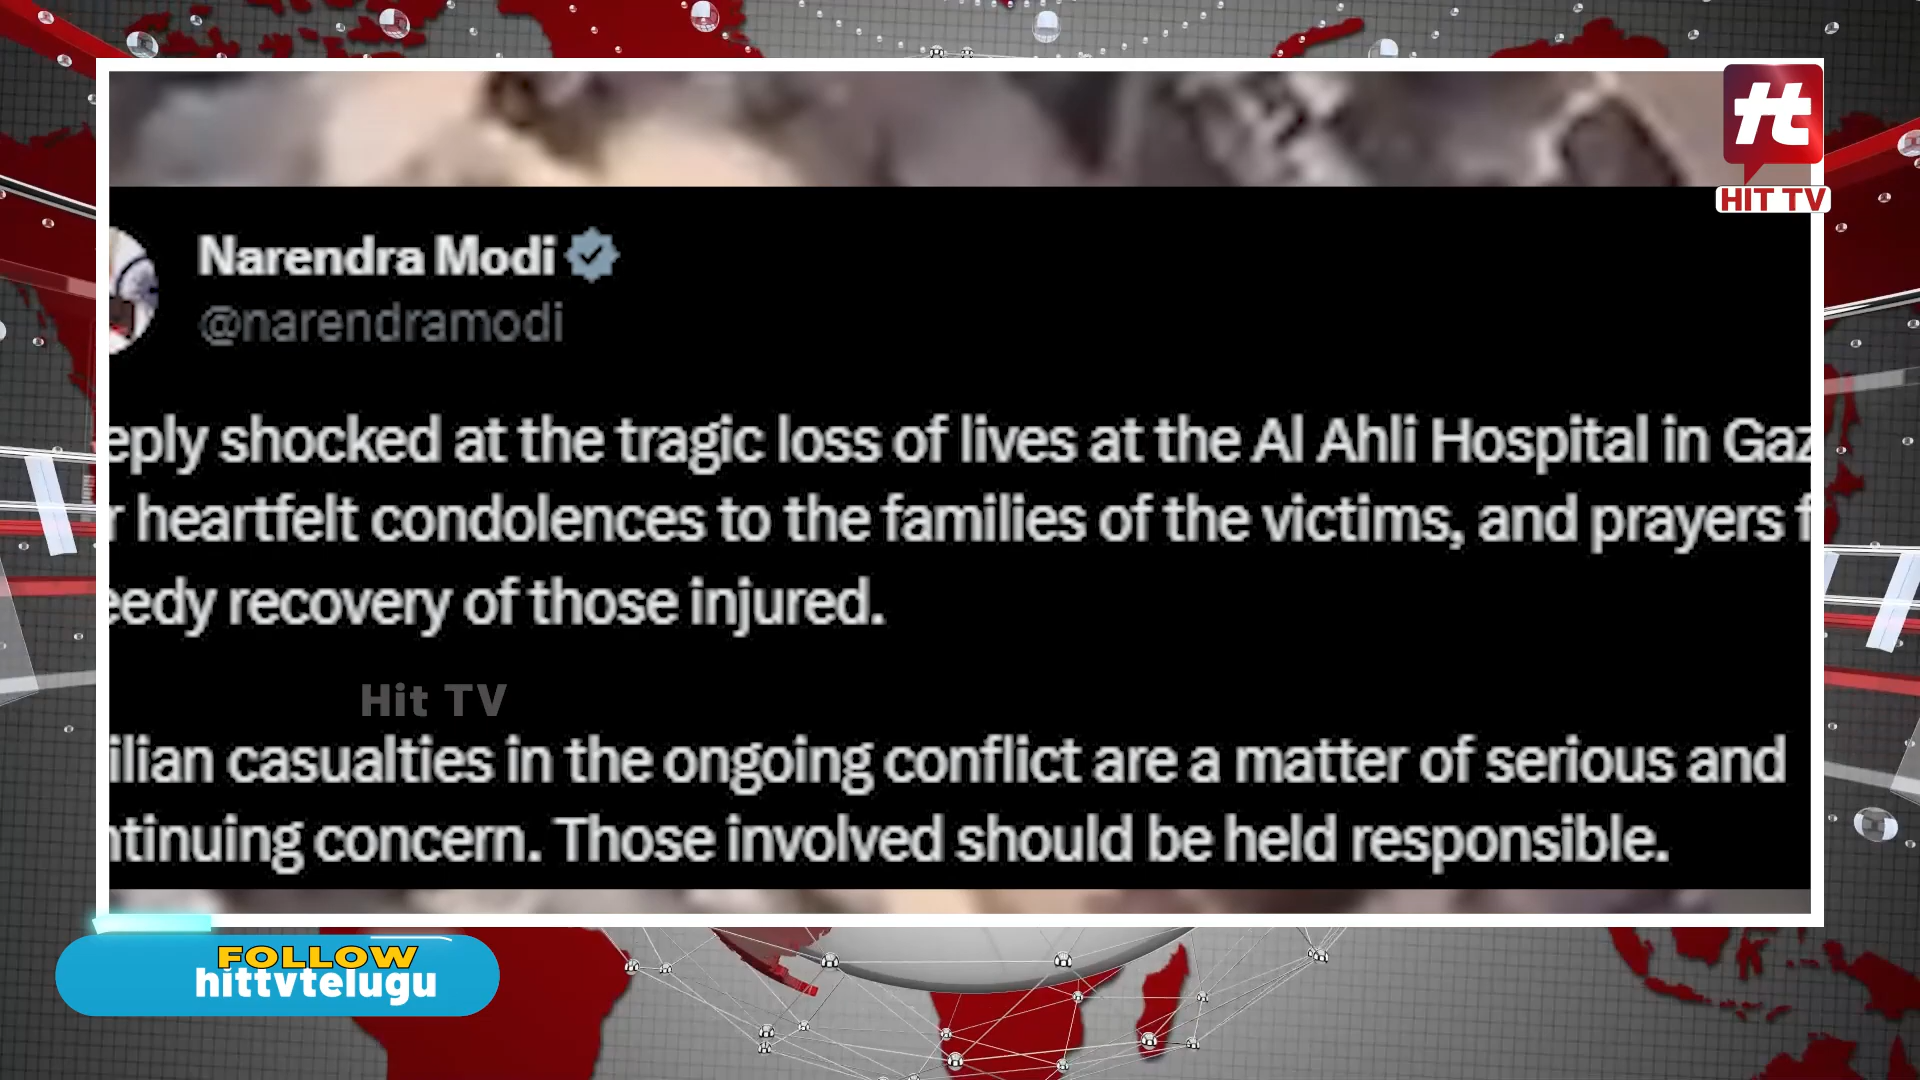 HIT TV
Narendra Modi
@narendramodi
eply shocked at the tragic loss of lives at the Al Ahli Hospital in Gaz
r heartfelt condolences to the families of the victims, and prayers f
eedy recovery of those injured.
Hit TV
ilian casualties in the ongoing conflict are a matter of serious and
ntinuing concern. Those involved should be held responsible.
FOLLOW
hittvtelugu